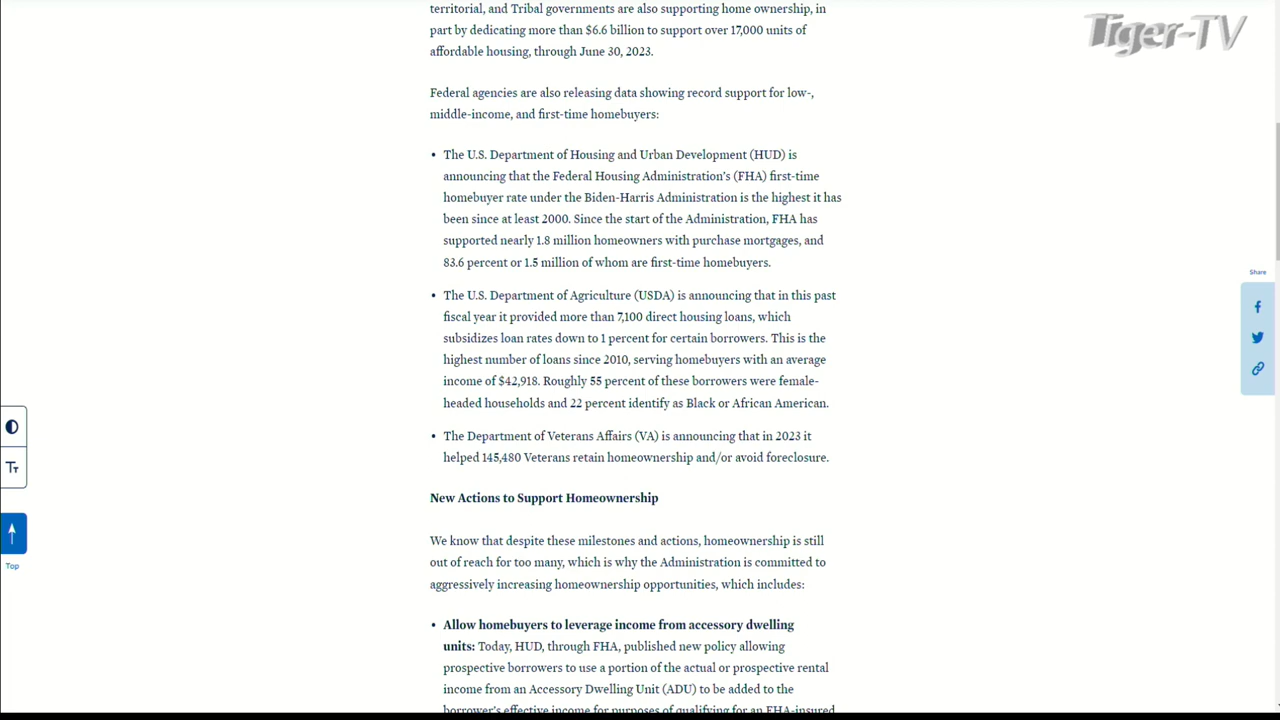 territorial, and Tribal governments are also supporting home ownership, in
part by dedicating more than $6.6 billion to support over 17,000 units of
affordable housing, through June 30, 2023.
Tiger-TV
Federal agencies are also releasing data showing record support for low-,
middle-income, and first-time homebuyers:
• The U.S. Department of Housing and Urban Development (HUD) is
announcing that the Federal Housing Administration’s (FHA) first-time
homebuyer rate under the Biden-Harris Administration is the highest it has
been since at least 2000. Since the start of the Administration, FHA has
supported nearly 1.8 million homeowners with purchase mortgages, and
83.6 percent or 1.5 million of whom are first-time homebuyers.
• The U.S. Department of Agriculture (USDA) is announcing that in this past
fiscal year it provided more than 7,100 direct housing loans, which
subsidizes loan rates down to 1 percent for certain borrowers. This is the
highest number of loans since 2010, serving homebuyers with an average
income of $42,918. Roughly 55 percent of these borrowers were female-
headed households and 22 percent identify as Black or African American.
• The Department of Veterans Affairs (VA) is announcing that in 2023 it
helped 145,480 Veterans retain homeownership and/or avoid foreclosure.
New Actions to Support Homeownership
We know that despite these milestones and actions, homeownership is still
out of reach for too many, which is why the Administration is committed to
aggressively increasing homeownership opportunities, which includes:
• Allow homebuyers to leverage income from accessory dwelling
units: Today, HUD, through FHA, published new policy allowing
prospective borrowers to use a portion of the actual or prospective rental
income from an Accessory Dwelling Unit (ADU) to be added to the
borrower's effective income for purposes of qualifying for an FHA-insured
Share
Tт
Top